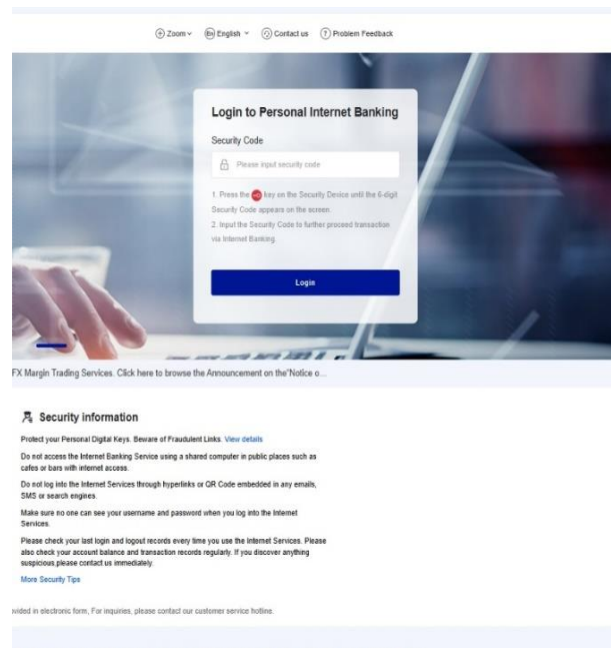 Zoom
En English
Contact us
? Problem Feedback
Login to Personal Internet Banking
Security Code
Please input security code
1. Press the key on the Security Device until the 6-digit
Security Code appears on the screen.
2. Input the Security Code to further proceed transaction
via Internet Banking.
Login
FX Margin Trading Services. Click here to browse the Announcement on the"Notice o...
Security information
Protect your Personal Digital Keys. Beware of Fraudulent Links. View details
Do not access the Internet Banking Service using a shared computer in public places such as
cafes or bars with internet access.
Do not log into the Internet Services through hyperlinks or QR Code embedded in any emails,
SMS or search engines.
Make sure no one can see your username and password when you log into the Internet
Services.
Please check your last login and logout records every time you use the Internet Services. Please
also check your account balance and transaction records regularly. If you discover anything
suspicious,please contact us immediately.
More Security Tips
ovided in electronic form, For inquiries, please contact our customer service hotline.